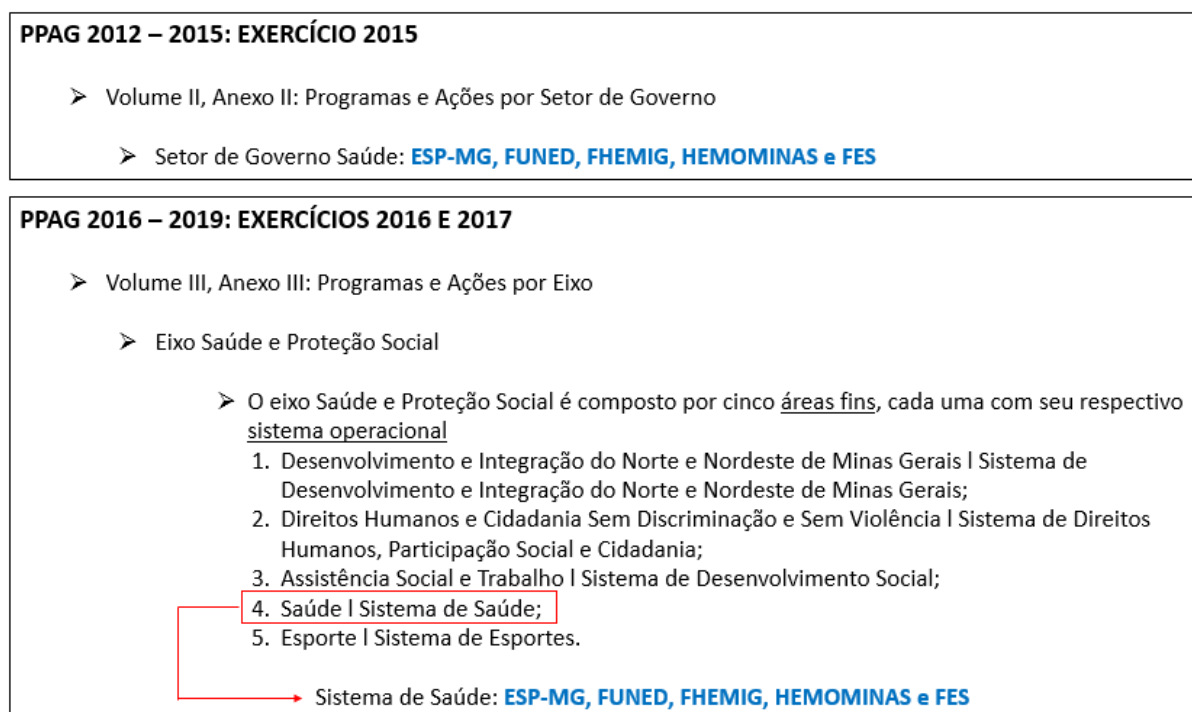 PPAG 2012 – 2015: EXERCÍCIO 2015
➢ Volume II, Anexo II: Programas e Ações por Setor de Governo
➢ Setor de Governo Saúde: ESP-MG, FUNED, FHEMIG, HEMOMINAS e FES
PPAG 2016 – 2019: EXERCÍCIOS 2016 E 2017
➢ Volume III, Anexo III: Programas e Ações por Eixo
➢ Eixo Saúde e Proteção Social
➢ O eixo Saúde e Proteção Social é composto por cinco áreas fins, cada uma com seu respectivo
sistema operacional
1. Desenvolvimento e Integração do Norte e Nordeste de Minas Gerais l Sistema de
Desenvolvimento e Integração do Norte e Nordeste de Minas Gerais;
2. Direitos Humanos e Cidadania Sem Discriminação e Sem Violência l Sistema de Direitos
Humanos, Participação Social e Cidadania;
3. Assistência Social e Trabalho l Sistema de Desenvolvimento Social;
4. Saúde l Sistema de Saúde;
5. Esporte l Sistema de Esportes.
Sistema de Saúde: ESP-MG, FUNED, FHEMIG, HEMOMINAS e FES